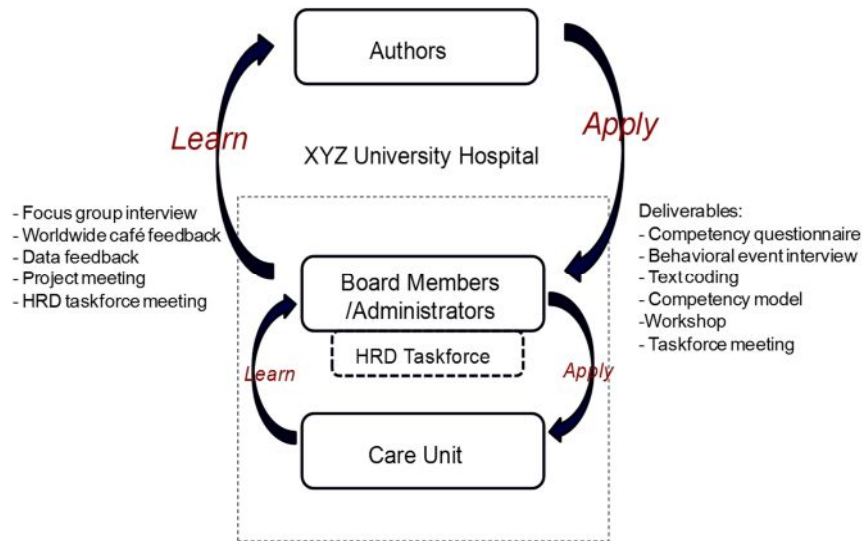 Authors
Learn
Apply
XYZ University Hospital
- Focus group interview
- Worldwide café feedback
- Data feedback
- Project meeting
- HRD taskforce meeting
Deliverables:
- Competency questionnaire
- Behavioral event interview
- Text coding
- Competency model
-Workshop
- Taskforce meeting
Board Members
/Administrators
HRD Taskforce
Learn
Apply
Care Unit